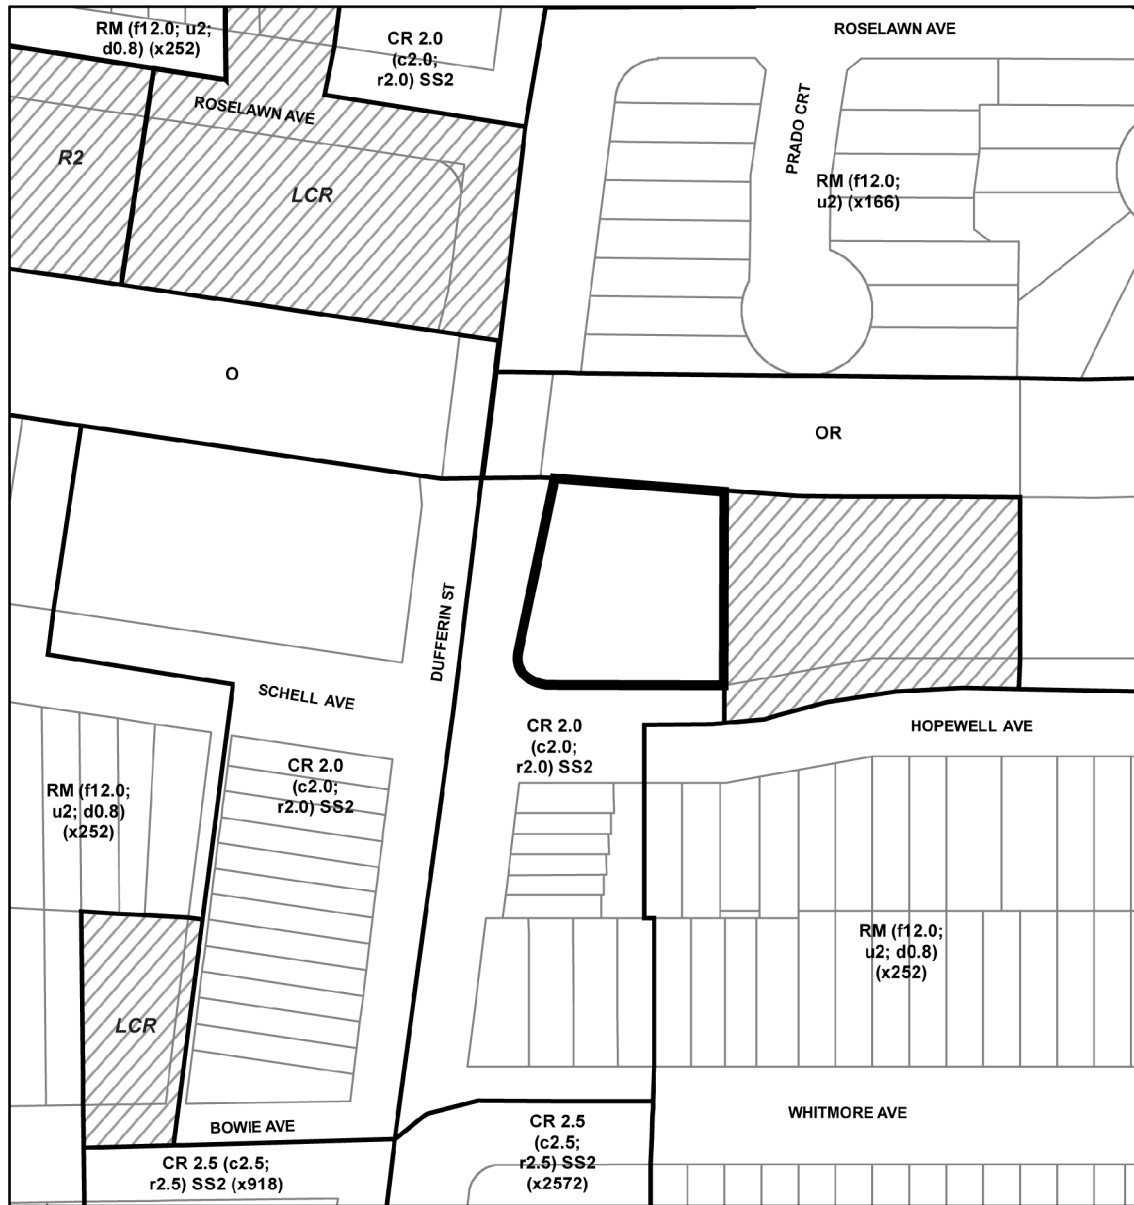 RM (f12.0; u2;
d0.8) (x252)
CR 2.0
(c2.0;
r2.0) SS2
ROSELAWN AVE
ROSELAWN AVE
PRADO CRT
R2
LCR
RM (f12.0;
u2) (x166)
O
OR
DUFFERIN ST
SCHELL AVE
CR 2.0
(c2.0;
r2.0) SS2
HOPEWELL AVE
CR 2.0
(c2.0;
r2.0) SS2
RM (f12.0;
u2; d0.8)
(x252)
RM (f12.0;
u2; d0.8)
(x252)
LCR
BOWIE AVE
WHITMORE AVE
CR 2.5
(c2.5;
r2.5) SS2
(x2572)
CR 2.5 (c2.5;
r2.5) SS2 (x918)